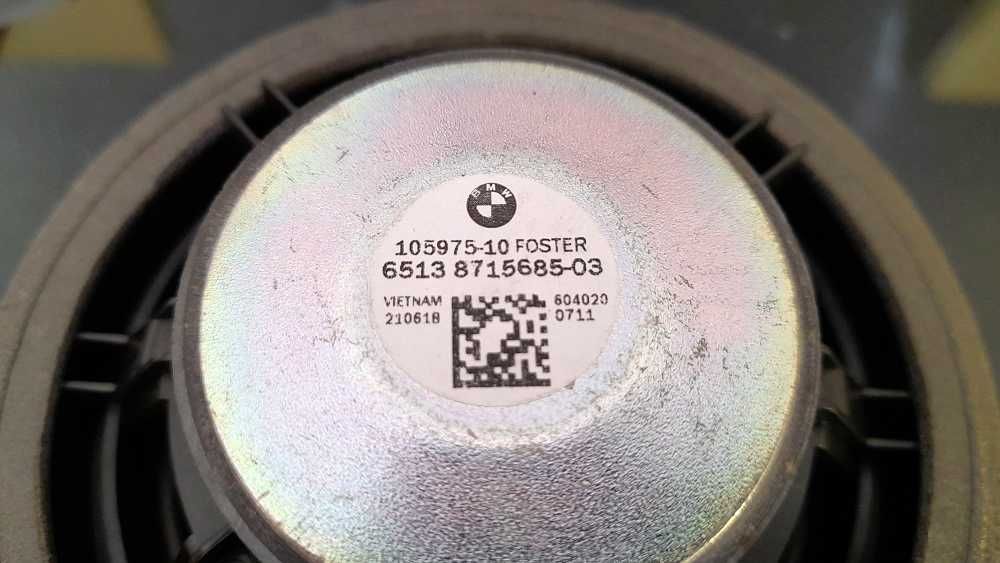 BMW
105975-10 FOSTER
6513 8715685-03
VIETNAM 604020
210618 0711